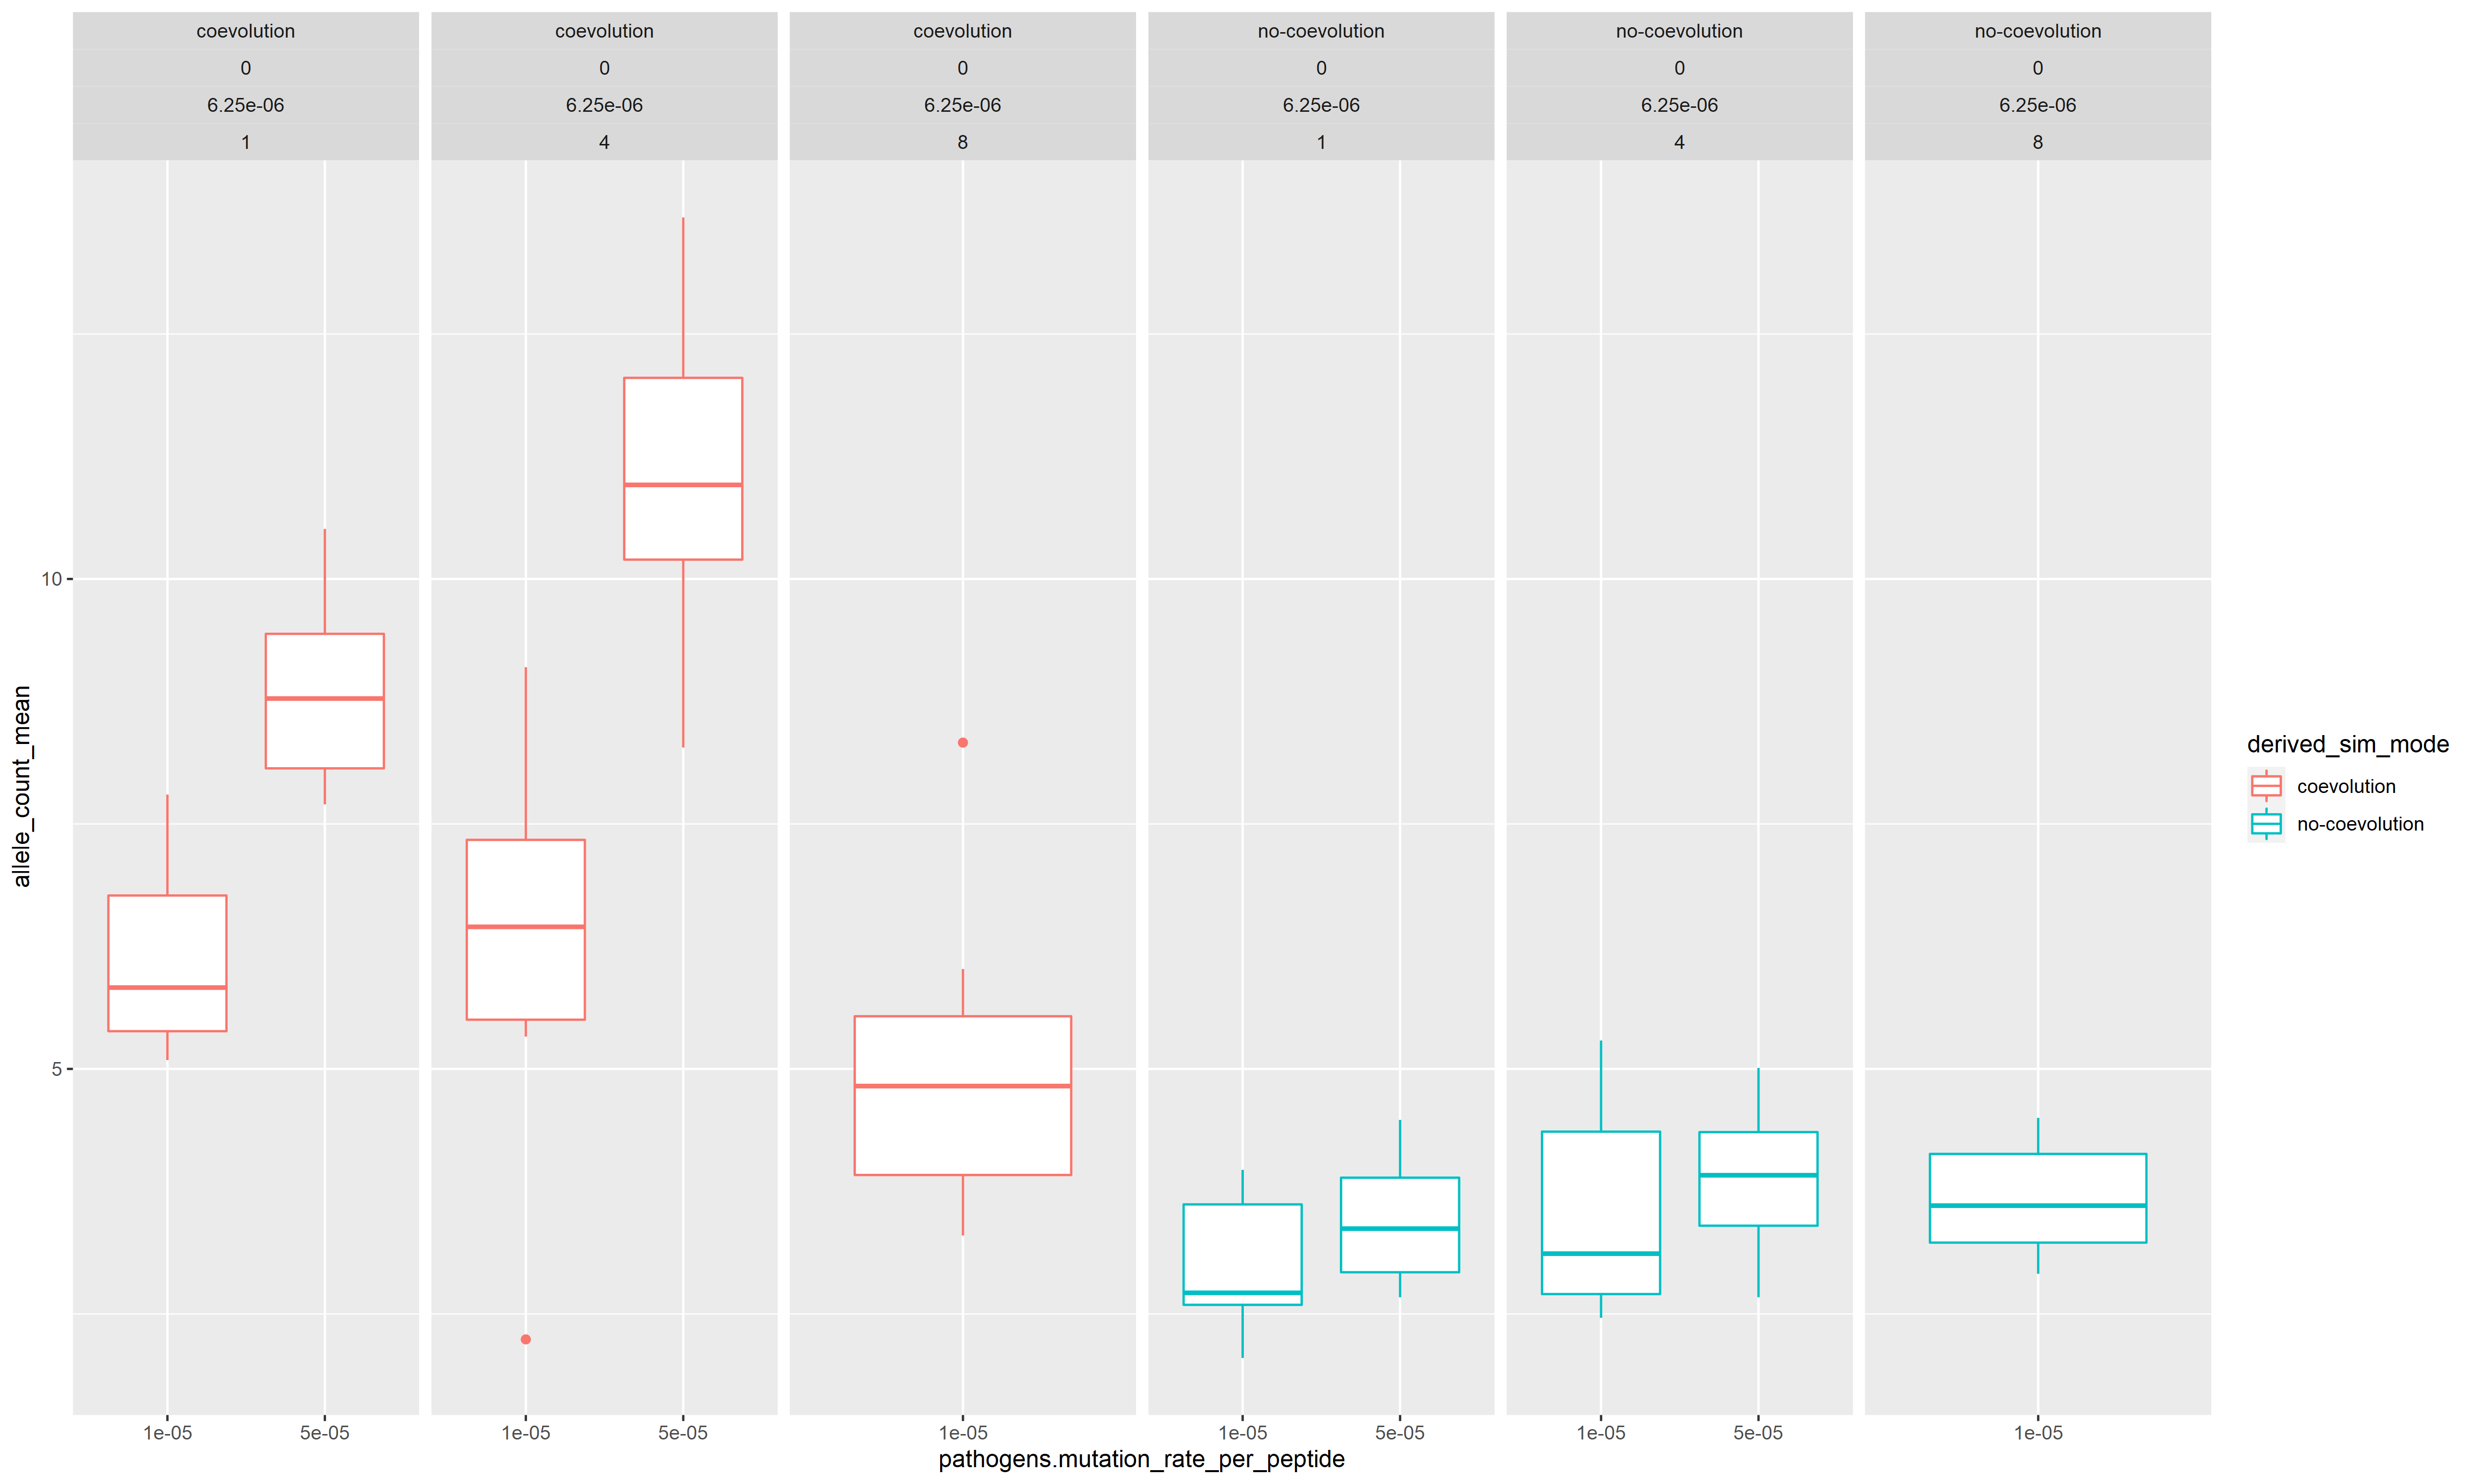 coevolution coevolution coevolution no-coevolution no-coevolution no-coevolution
0 0 0 0 0 0
6.25e-06 6.25e-06 6.25e-06 6.25e-06 6.25e-06 6.25e-06
1 4 8 1 4 8
10
5
allele_count_mean
1e-05 5e-05 1e-05 5e-05 1e-05 1e-05 5e-05 1e-05 5e-05 1e-05
pathogens.mutation_rate_per_peptide
derived_sim_mode
coevolution
no-coevolution